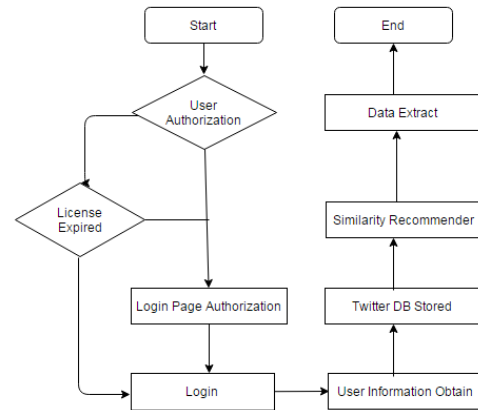 Start
User
Authorization
License
Expired
Login Page Authorization
Login
User Information Obtain
Twitter DB Stored
Similarity Recommender
Data Extract
End